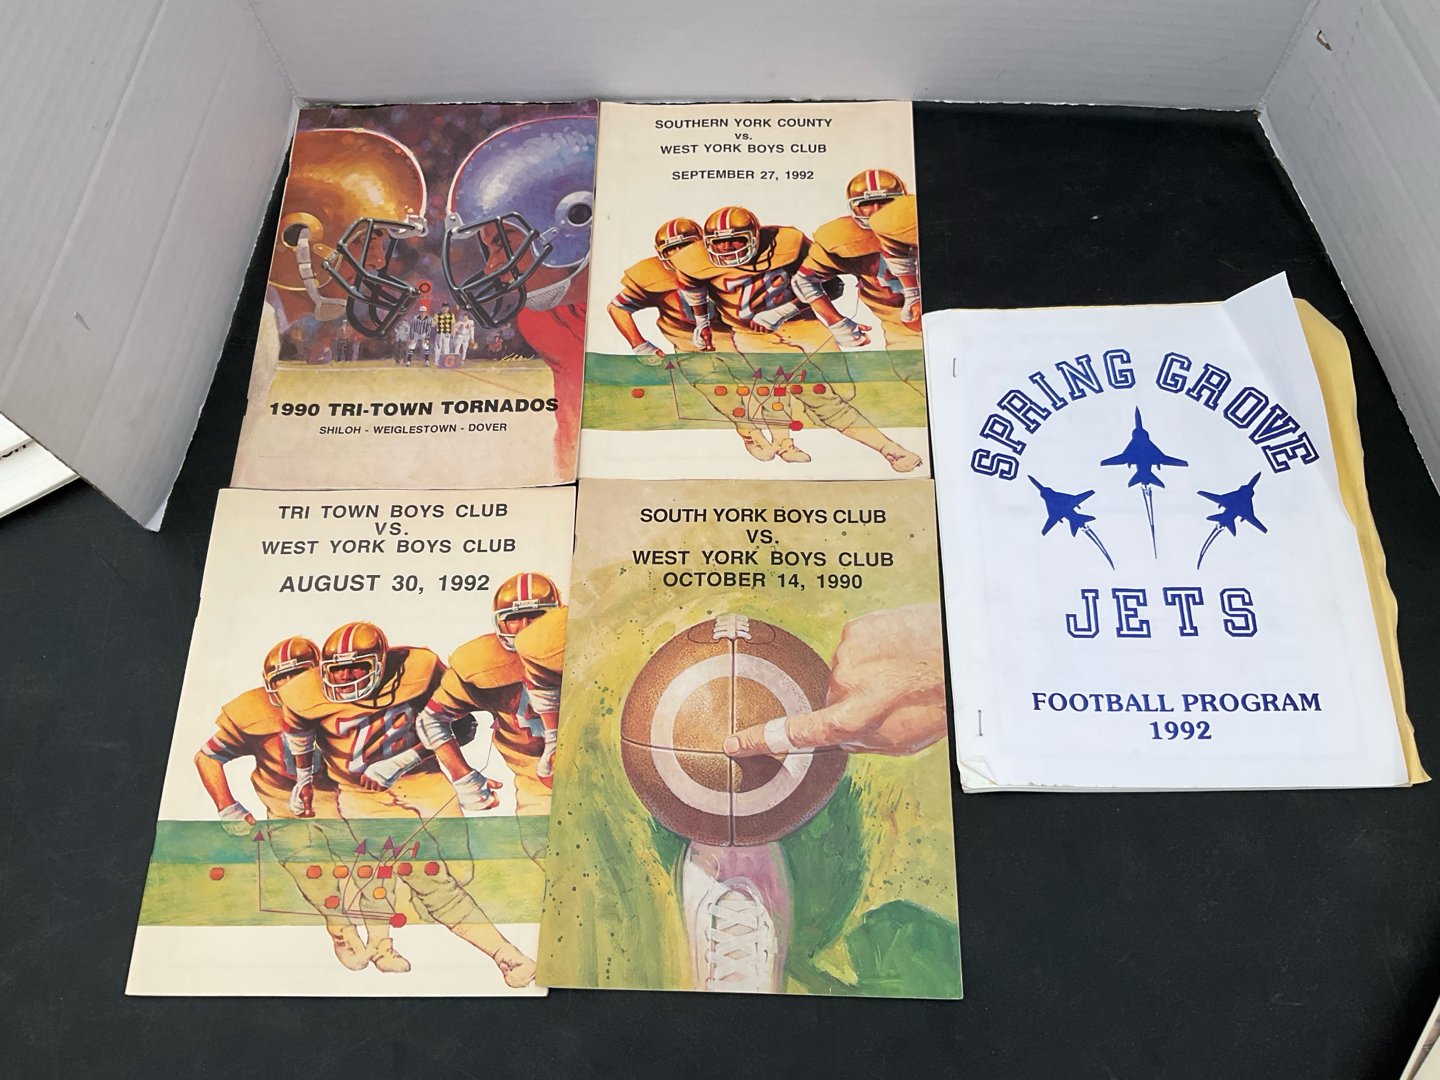 1990 TRI-TOWN TORNADOS
SHILOH - WEIGLESTOWN - DOVER
SOUTHERN YORK COUNTY
vs.
WEST YORK BOYS CLUB
SEPTEMBER 27, 1992
78
TRI TOWN BOYS CLUB
VS.
WEST YORK BOYS CLUB
AUGUST 30, 1992
78
SOUTH YORK BOYS CLUB
VS.
WEST YORK BOYS CLUB
OCTOBER 14, 1990
SPRING GROVE
JETS
FOOTBALL PROGRAM
1992